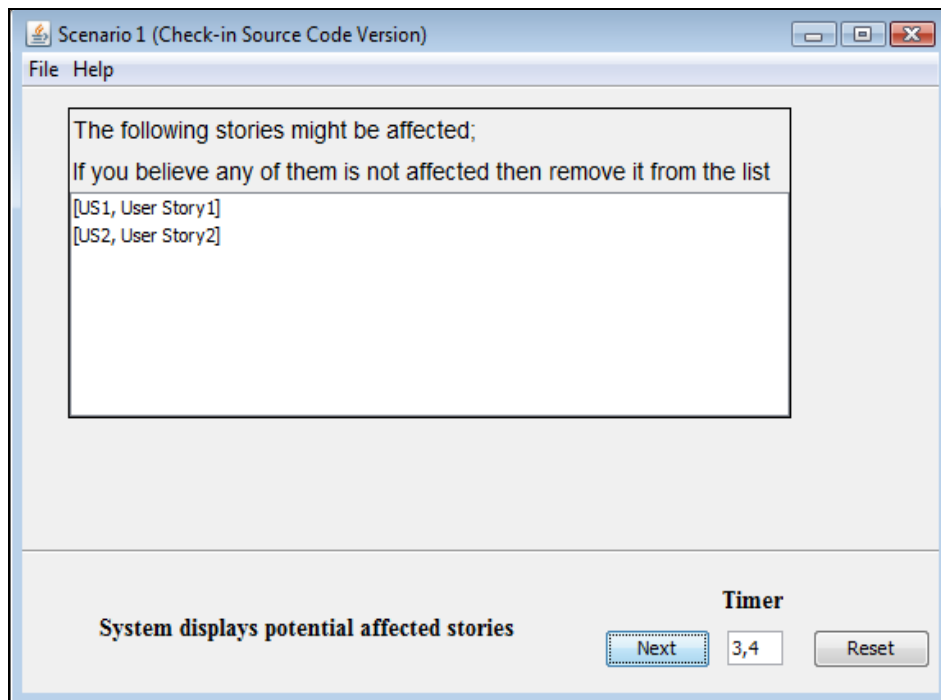 Scenario 1 (Check-in Source Code Version)
File Help
The following stories might be affected;
If you believe any of them is not affected then remove it from the list
[US1, User Story1]
[US2, User Story2]
Timer
System displays potential affected stories
Next 3,4 Reset